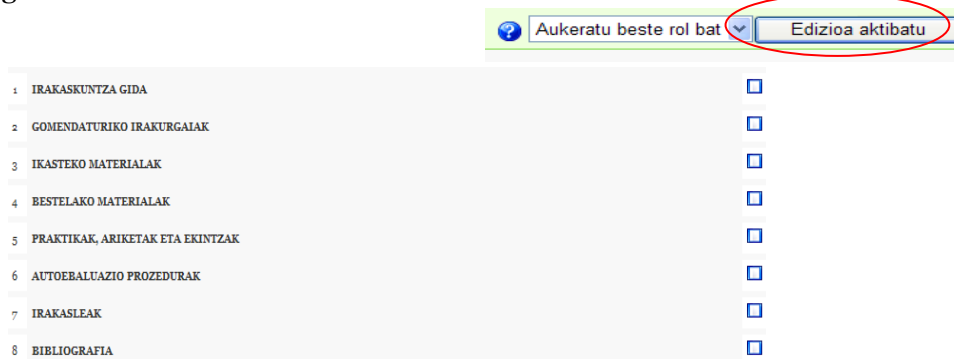 Aukeratu beste rol bat Edizioa aktibatu
1 IRAKASKUNTZA GIDA
2 GOMENDATURIKO IRAKURGAIAK
3 IKASTEKO MATERIALAK
4 BESTELAKO MATERIALAK
5 PRAKTIKAK, ARIKETAK ETA EKINTZAK
6 AUTOEBALUAZIO PROZEDURAK
7 IRAKASLEAK
8 BIBLIOGRAFIA